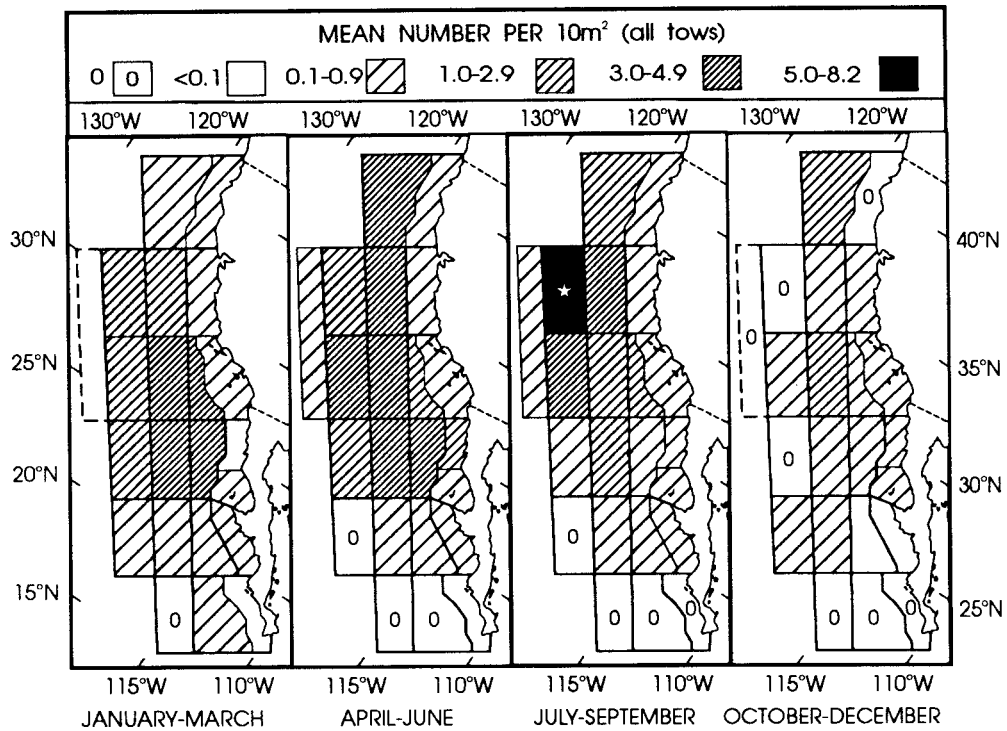 MEAN NUMBER PER 10m² (all tows)
0 0 <0.1 0.1-0.9 1.0-2.9 3.0-4.9 5.0-8.2
130°W 120°W 130°W 120°W 130°W 120°W 130°W 120°W
0
30°N 40°N
0
0
25°N 35°N
0
20°N 30°N
0 0
15°N 25°N
0 0 0 0 0 0 0 0 0
115°W 110°W 115°W 110°W 115°W 110°W 115°W 110°W
JANUARY-MARCH APRIL-JUNE JULY-SEPTEMBER OCTOBER-DECEMBER